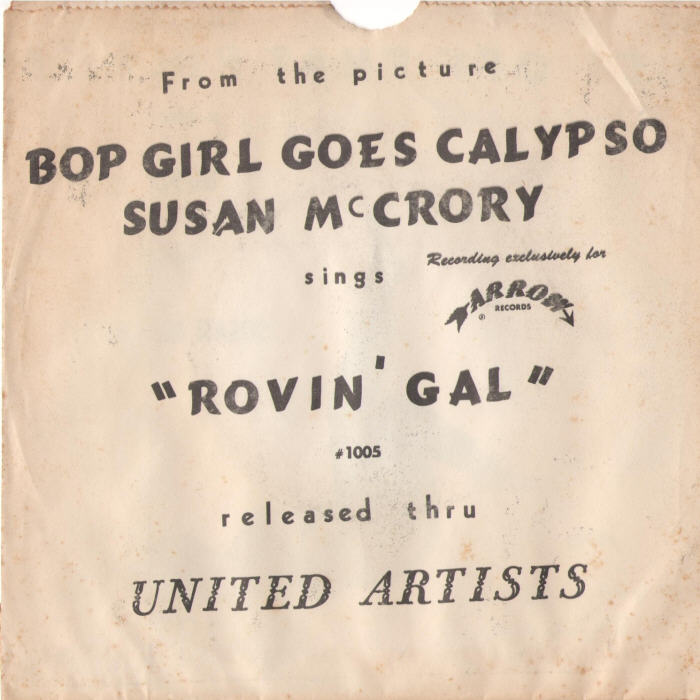 From the picture
BOP GIRL GOES CALYPSO
SUSAN McCRORY
sings
Recording exclusively for
ARROW
® RECORDS
"ROVIN' GAL"
#1005
released thru
UNITED ARTISTS